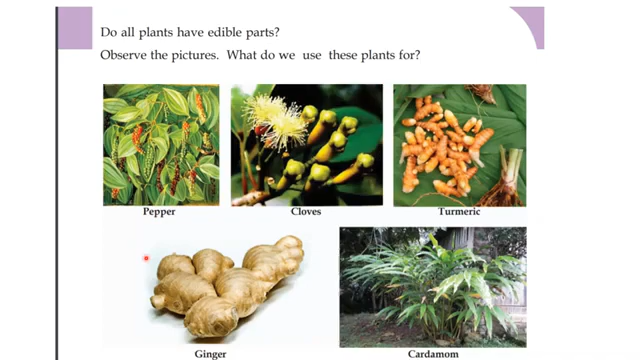 Do all plants have edible parts?
Observe the pictures. What do we use these plants for?
Pepper
Cloves
Turmeric
Ginger
Cardamom